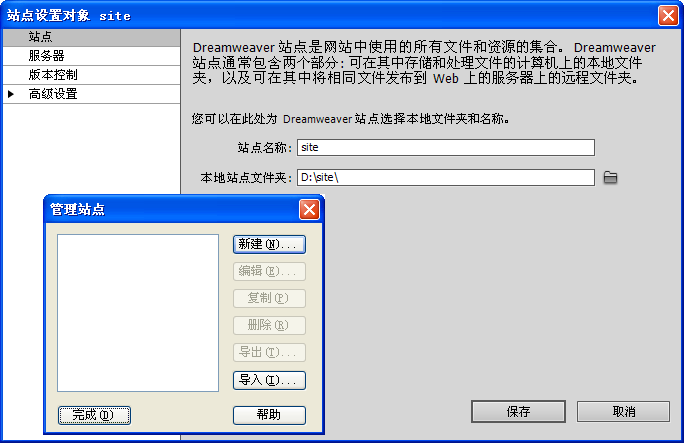 站点设置对象 site
站点
服务器
版本控制
高级设置
Dreamweaver 站点是网站中使用的所有文件和资源的集合。 Dreamweaver
站点通常包含两个部分: 可在其中存储和处理文件的计算机上的本地文件
夹，以及可在其中将相同文件发布到 Web 上的服务器上的远程文件夹。
您可以在此处为 Dreamweaver 站点选择本地文件夹和名称。
站点名称: site
本地站点文件夹: D:\site\
管理站点
新建(N)...
编辑(E)...
复制(P)
删除(R)
导出(T)...
导入(I)...
完成(D)
帮助
保存
取消